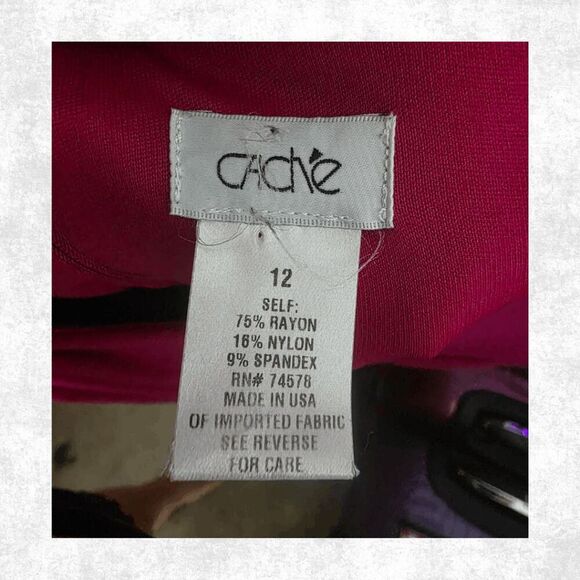 CAché
12
SELF:
75% RAYON
16% NYLON
9% SPANDEX
RN# 74578
MADE IN USA
OF IMPORTED FABRIC
SEE REVERSE
FOR CARE